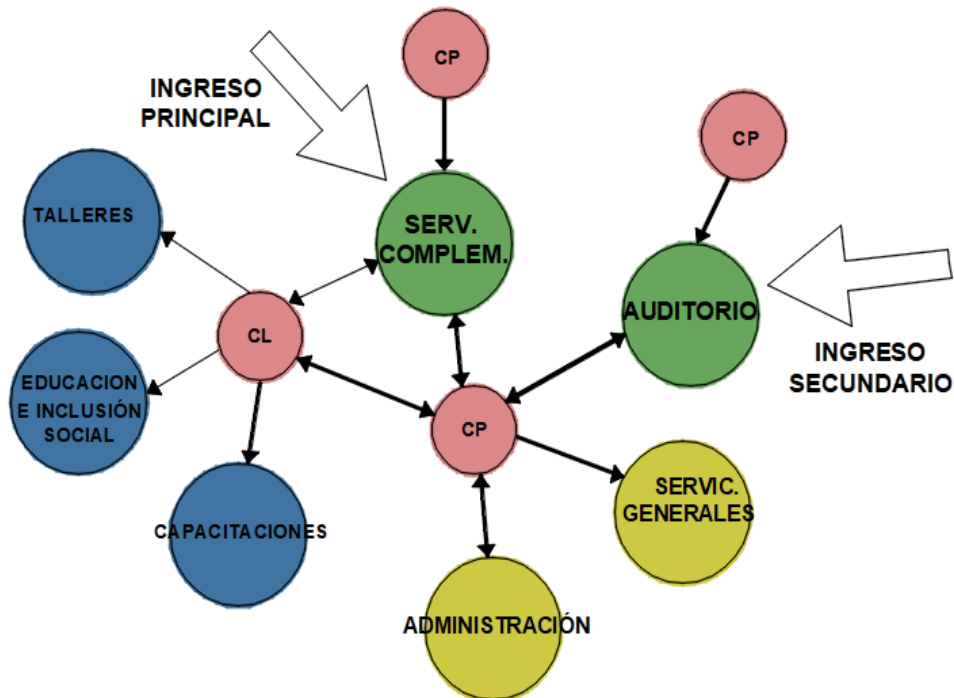 CP
INGRESO
PRINCIPAL
CP
TALLERES
SERV.
COMPLEM.
AUDITORIO
CL
INGRESO
SECUNDARIO
EDUCACION
E INCLUSIÓN
SOCIAL
CP
SERVIC.
GENERALES
CAPACITACIONES
ADMINISTRACIÓN